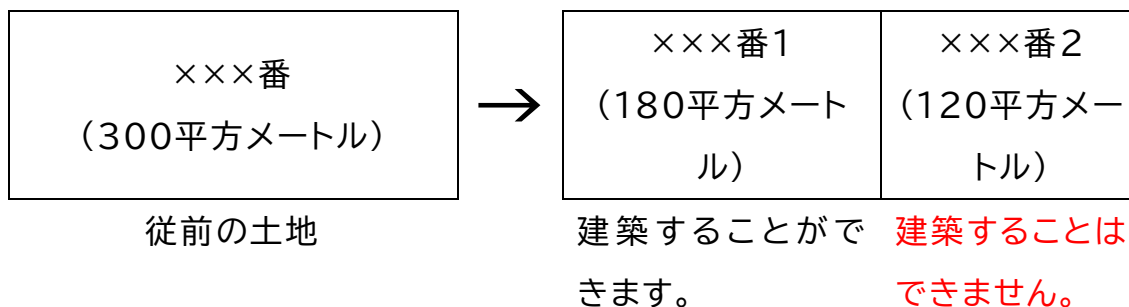 ×××番
(300平方メートル)
従前の土地
→
×××番1
(180平方メート
ル)
建築することがで
きます。
×××番2
(120平方メー
トル)
建築することは
できません。